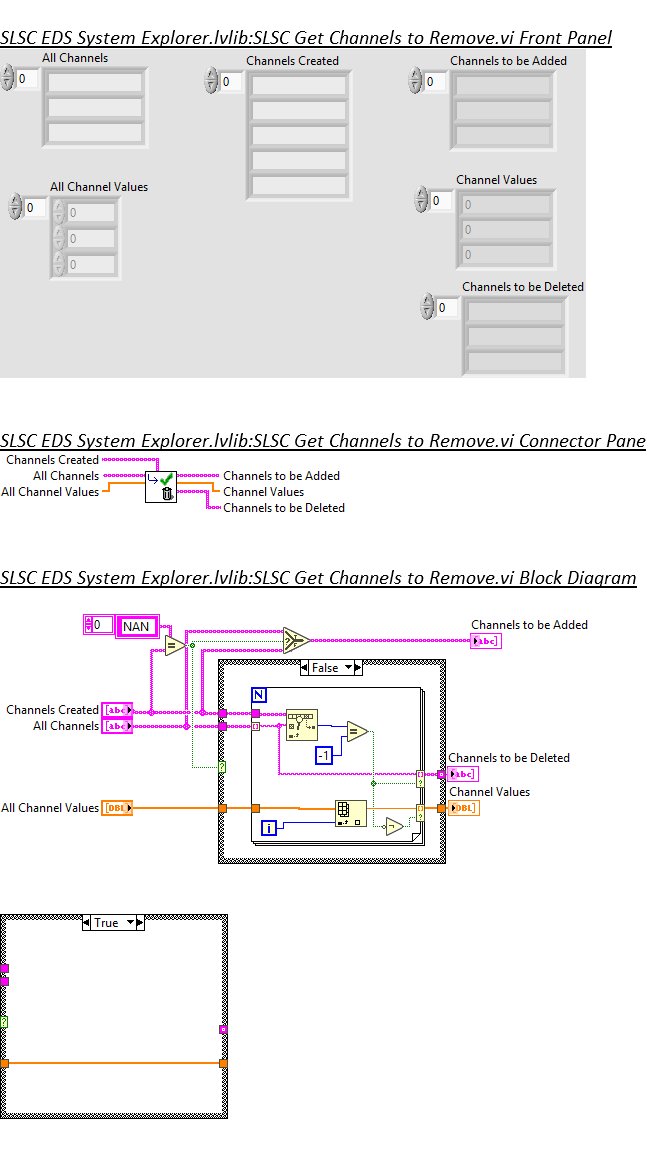 SLSC EDS System Explorer.lvlib:SLSC Get Channels to Remove.vi Front Panel
All Channels
Channels Created
Channels to be Added
0
0
0
All Channel Values
Channel Values
0
0
0
0
0
0
0
0
Channels to be Deleted
0
SLSC EDS System Explorer.lvlib:SLSC Get Channels to Remove.vi Connector Pane
Channels Created
All Channels
Channels to be Added
All Channel Values
Channel Values
Channels to be Deleted
SLSC EDS System Explorer.lvlib:SLSC Get Channels to Remove.vi Block Diagram
0 NAN
=
Channels to be Added
abc
False
N
Channels Created
abc
All Channels
abc
=
-1
Channels to be Deleted
abc
Channel Values
All Channel Values
DBL
DBL
i
?
True
?